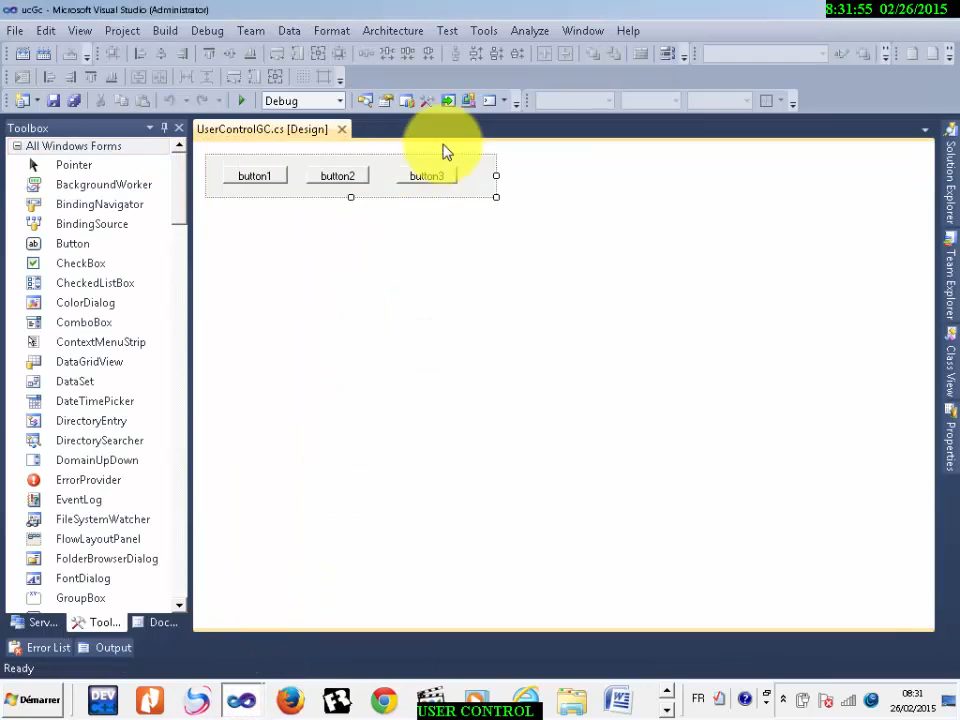 ucGc - Microsoft Visual Studio (Administrator)
8:31:55 02/26/2015
File Edit View Project Build Debug Team Data Format Architecture Test Tools Analyze Window Help
Debug
Toolbox
UserControlGC.cs [Design]
All Windows Forms
Pointer
BackgroundWorker
BindingNavigator
BindingSource
Button
CheckBox
CheckedListBox
ColorDialog
ComboBox
ContextMenuStrip
DataGridView
DataSet
DateTimePicker
DirectoryEntry
DirectorySearcher
DomainUpDown
ErrorProvider
EventLog
FileSystemWatcher
FlowLayoutPanel
FolderBrowserDialog
FontDialog
GroupBox
button1 button2 button3
Solution Explorer
Team Explorer
Class View
Properties
Serv... Tool... Doc...
Error List Output
Ready
Démarrer
DEV
FR
08:31
26/02/2015
USER CONTROL